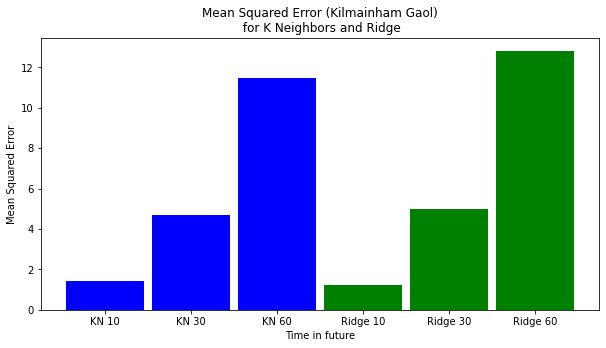 Mean Squared Error (Kilmainham Gaol)
for K Neighbors and Ridge
Mean Squared Error
12
10
8
6
4
2
0
KN 10 KN 30 KN 60 Ridge 10 Ridge 30 Ridge 60
Time in future